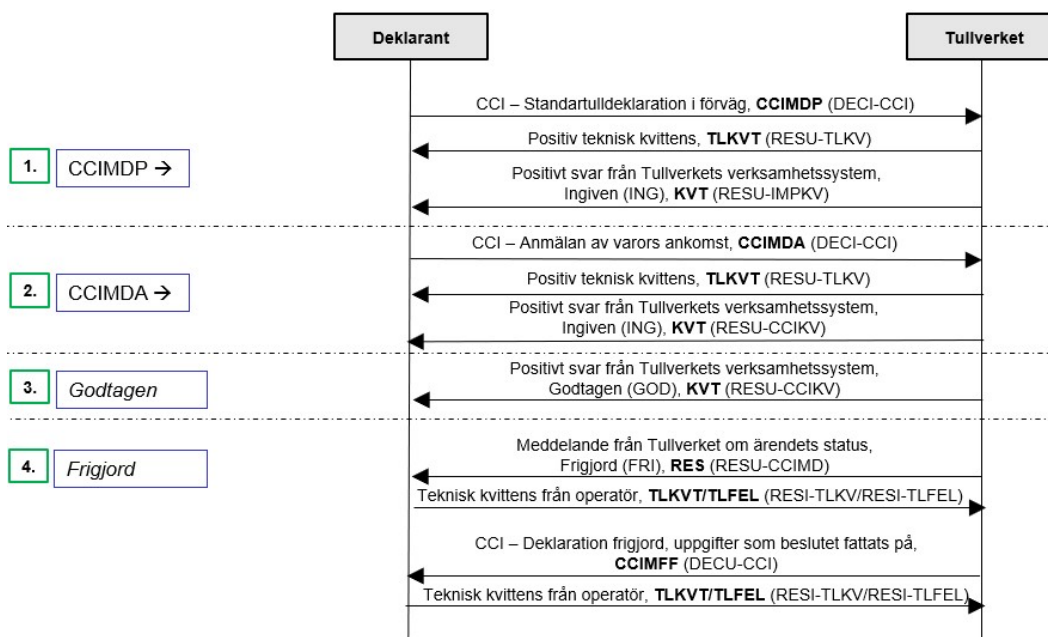 Deklarant
Tullverket
CCI – Standartulldeklaration i förväg, CCIMDP (DECI-CCI)
Positiv teknisk kvittens, TLKVT (RESU-TLKV)
1.
CCIMDP →
Positivt svar från Tullverkets verksamhetssystem,
Ingiven (ING), KVT (RESU-IMPKV)
CCI – Anmälan av varors ankomst, CCIMDA (DECI-CCI)
Positiv teknisk kvittens, TLKVT (RESU-TLKV)
2.
CCIMDA →
Positivt svar från Tullverkets verksamhetssystem,
Ingiven (ING), KVT (RESU-CCIKV)
Positivt svar från Tullverkets verksamhetssystem,
3.
Godtagen
Godtagen (GOD), KVT (RESU-CCIKV)
Meddelande från Tullverket om ärendets status,
4.
Frigjord
Frigjord (FRI), RES (RESU-CCIMD)
Teknisk kvittens från operatör, TLKVT/TLFEL (RESI-TLKV/RESI-TLFEL)
CCI – Deklaration frigjord, uppgifter som beslutet fattats på,
CCIMFF (DECU-CCI)
Teknisk kvittens från operatör, TLKVT/TLFEL (RESI-TLKV/RESI-TLFEL)